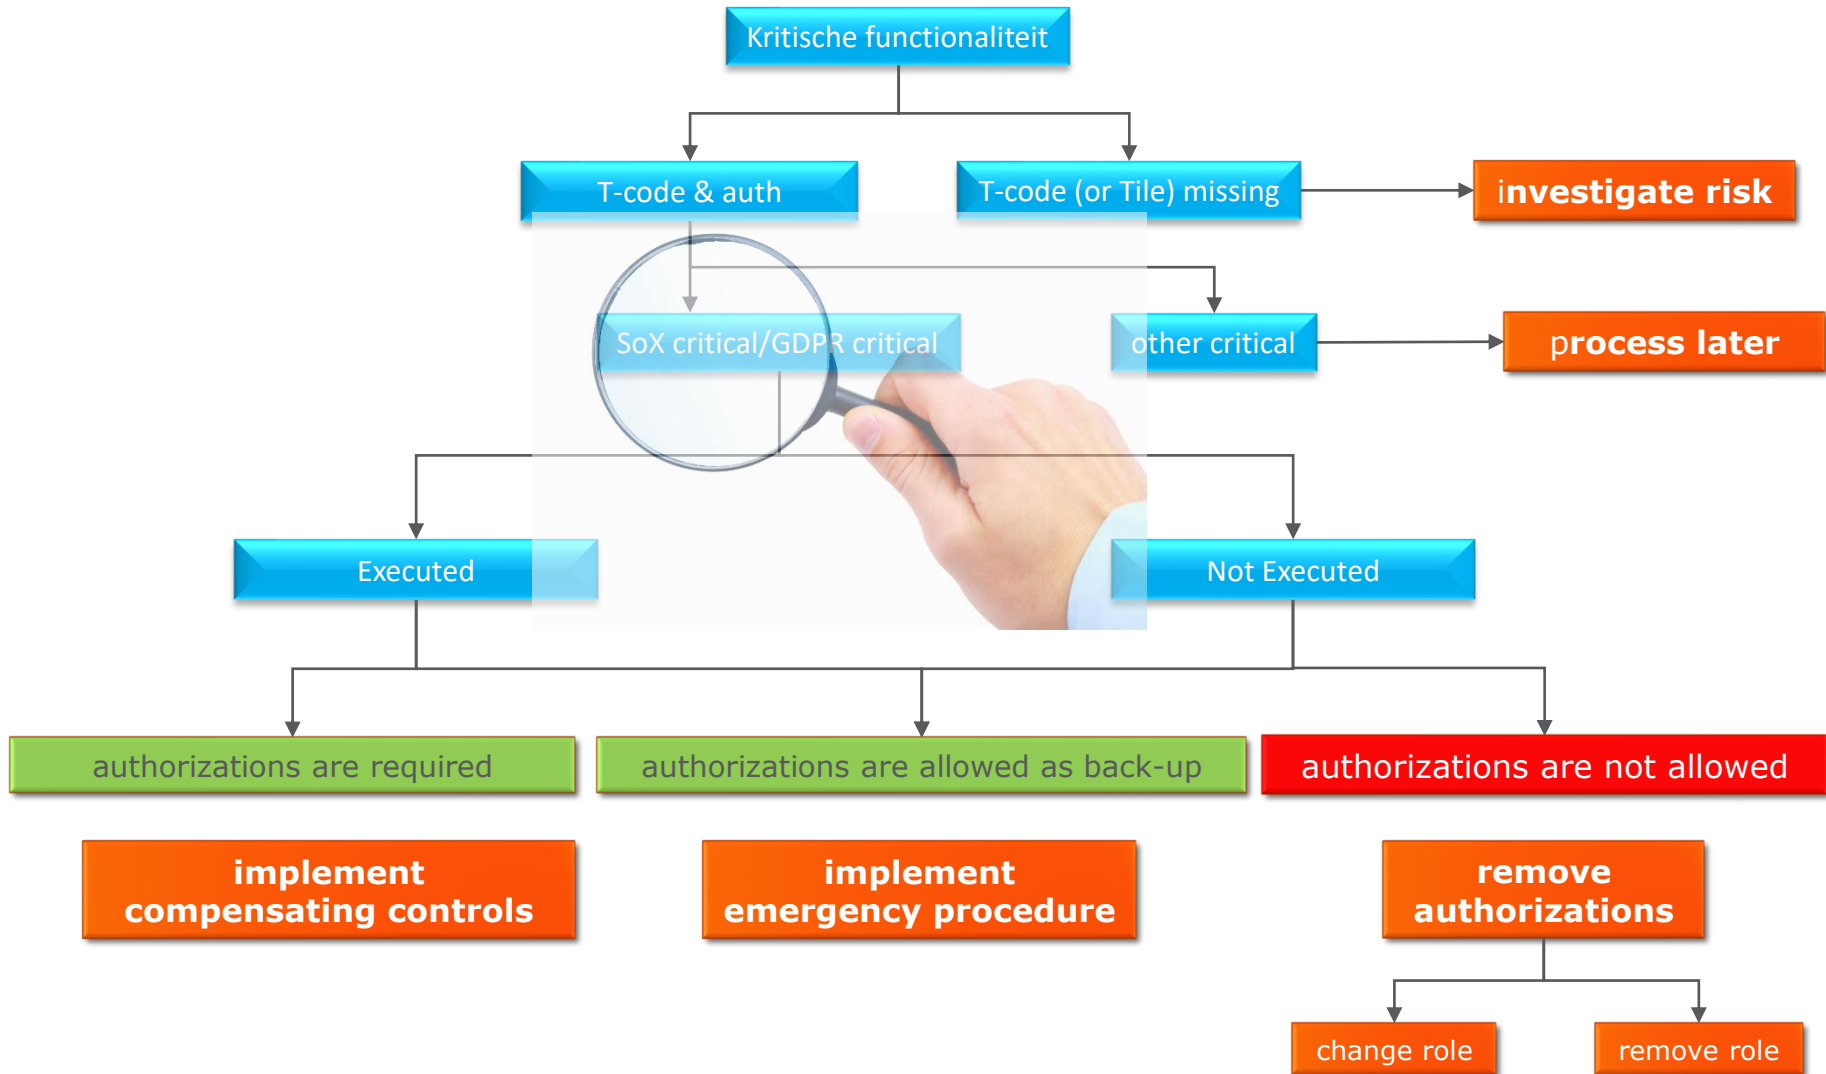 Kritische functionaliteit
T-code & auth
T-code (or Tile) missing
investigate risk
SoX critical/GDPR critical
other critical
process later
Executed
Not Executed
authorizations are required
authorizations are allowed as back-up
authorizations are not allowed
implement
compensating controls
implement
emergency procedure
remove
authorizations
change role
remove role